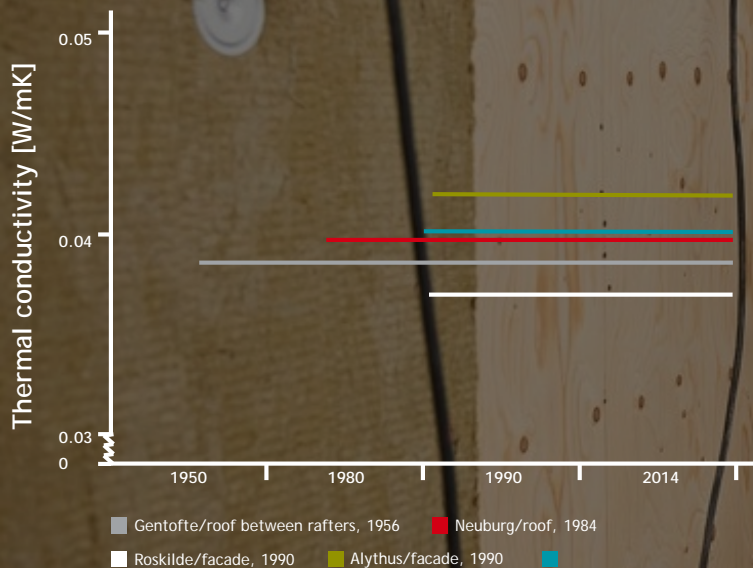 Thermal conductivity [W/mK]
0.05
0.04
0.03
0
1950 1980 1990 2014
Gentofte/roof between rafters, 1956 Neuburg/roof, 1984
Roskilde/facade, 1990 Alythus/facade, 1990